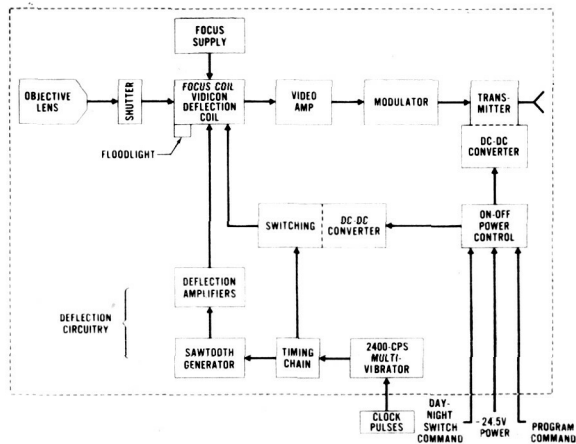 FOCUS
SUPPLY
OBJECTIVE
LENS
SHUTTER
FOCUS COIL
VIDICON
DEFLECTION
COIL
VIDEO
AMP
MODULATOR
TRANS-
MITTER
FLOODLIGHT
DC-DC
CONVERTER
SWITCHING
DC-DC
CONVERTER
ON-OFF
POWER
CONTROL
DEFLECTION
CIRCUITRY
DEFLECTION
AMPLIFIERS
SAWTOOTH
GENERATOR
TIMING
CHAIN
2400-CPS
MULTI-
VIBRATOR
CLOCK
PULSES
DAY-
NIGHT
SWITCH
COMMAND
-24.5V
POWER
PROGRAM
COMMAND